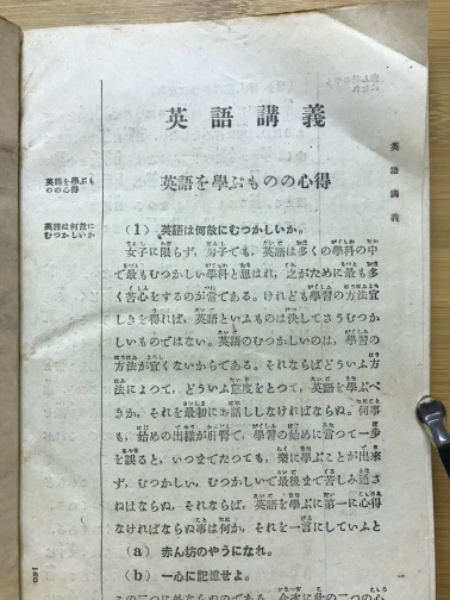 英語講義
英語を學ぶものの心得
英語を學ぶも
のの心得
英語講義
英語は何故に
むつかしいか
(1) 英語は何故にむつかしいか。
女子に限らず, 男子でも, 英語は多くの學科の中
で最もむつかしい學科と思はれ, 之がために最も多
く苦心をするのが常である。けれども學習の方法宜
しきを得れば, 英語といふものは決してさうむつか
しいものではない。英語のむつかしいのは, 學習の
方法が宜くないからである。それならばどういふ方
法によつて, どういふ態度をとつて, 英語を學ぶべ
きか。それを最初にお話ししなければならぬ。何事
も, 始めの出樣が肝腎で, 學習の始めに當つて一步
を誤ると, いつまでたつても, 樂に學ぶことが出來
ず, むつかしい, むつかしいで最後まで苦しみ通さ
ねばならぬ, それならば, 英語を學ぶに第一に心得
なければならぬ事は何か, それを一言にしていふと
(a) 赤ん坊のやうになれ。
(b) 一心に記憶せよ。
この二つに外ならぬのである。